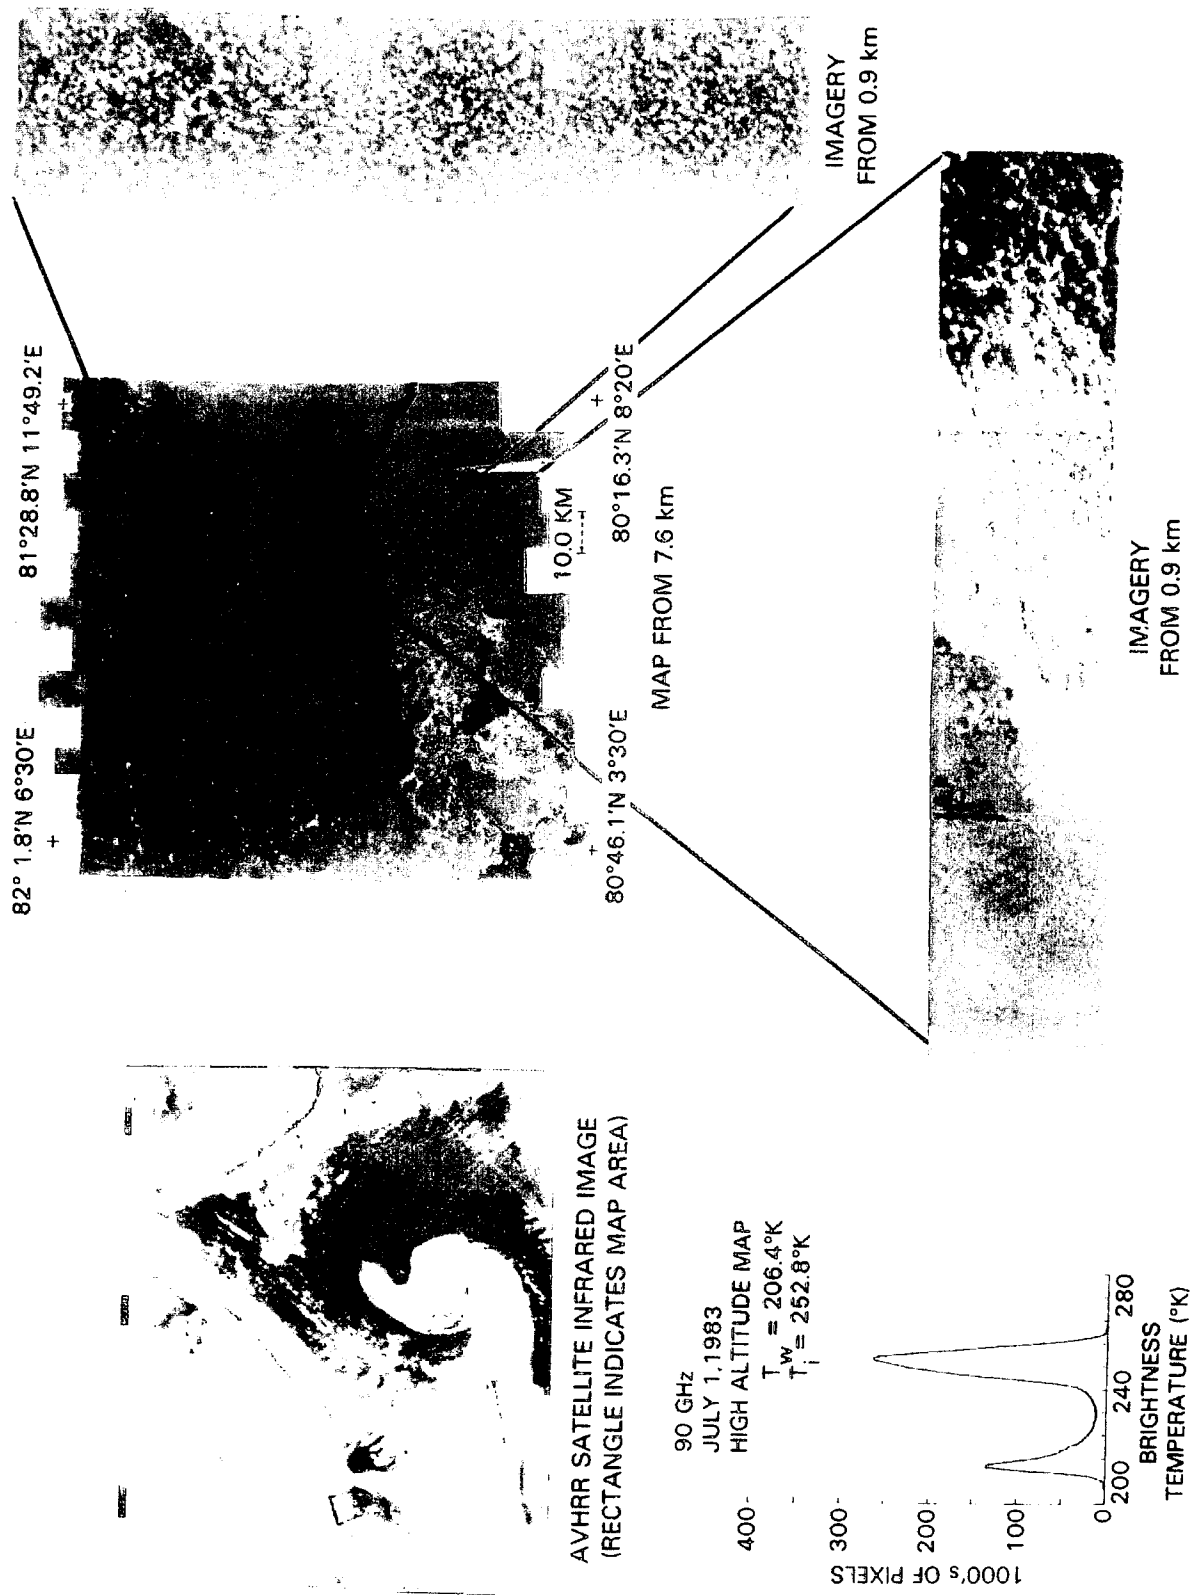 82° 1.8'N 6°30'E
81°28.8'N 11°49.2'E
10.0 KM
80°46.1'N 3°30'E
80°16.3'N 8°20'E
MAP FROM 7.6 km
IMAGERY
FROM 0.9 km
IMAGERY
FROM 0.9 km
AVHRR SATELLITE INFRARED IMAGE
(RECTANGLE INDICATES MAP AREA)
90 GHz
JULY 1,1983
HIGH ALTITUDE MAP
T_w = 206.4°K
T_i = 252.8°K
400
300
200
100
0
1000's OF PIXELS
200 240 280
BRIGHTNESS
TEMPERATURE (°K)